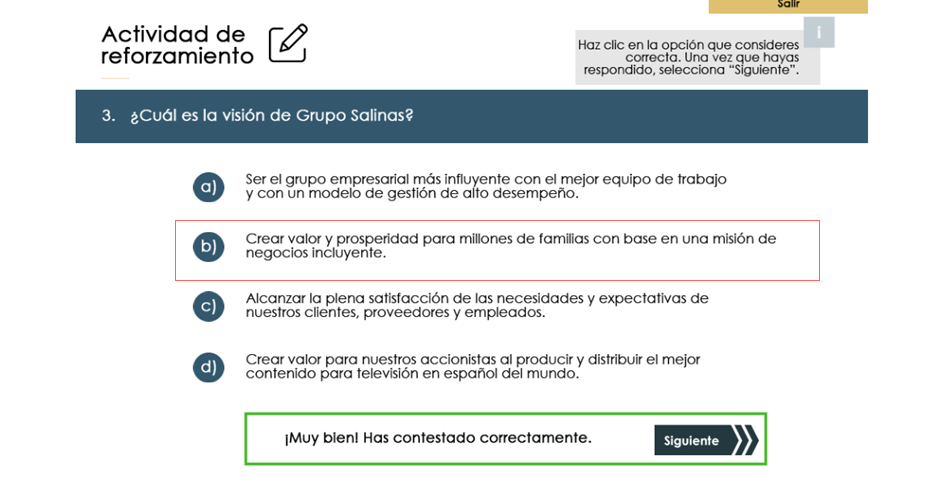 Salir
Actividad de
reforzamiento
i
Haz clic en la opción que consideres
correcta. Una vez que hayas
respondido, selecciona “Siguiente”.
3. ¿Cuál es la visión de Grupo Salinas?
a) Ser el grupo empresarial más influyente con el mejor equipo de trabajo
y con un modelo de gestión de alto desempeño.
b) Crear valor y prosperidad para millones de familias con base en una misión de
negocios incluyente.
c) Alcanzar la plena satisfacción de las necesidades y expectativas de
nuestros clientes, proveedores y empleados.
d) Crear valor para nuestros accionistas al producir y distribuir el mejor
contenido para televisión en español del mundo.
¡Muy bien! Has contestado correctamente.
Siguiente